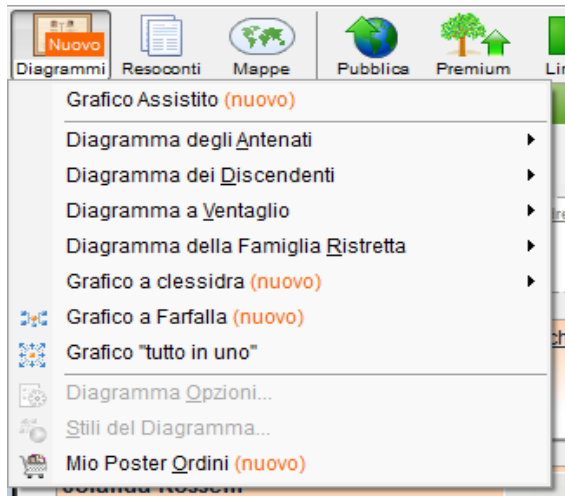 Nuovo
Diagrammi Resoconti Mappe Pubblica Premium
Grafico Assistito (nuovo)
Diagramma degli Antenati
Diagramma dei Discendenti
Diagramma a Ventaglio
Diagramma della Famiglia Ristretta
Grafico a clessidra (nuovo)
Grafico a Farfalla (nuovo)
Grafico "tutto in uno"
Diagramma Opzioni...
Stili del Diagramma...
Mio Poster Ordini (nuovo)